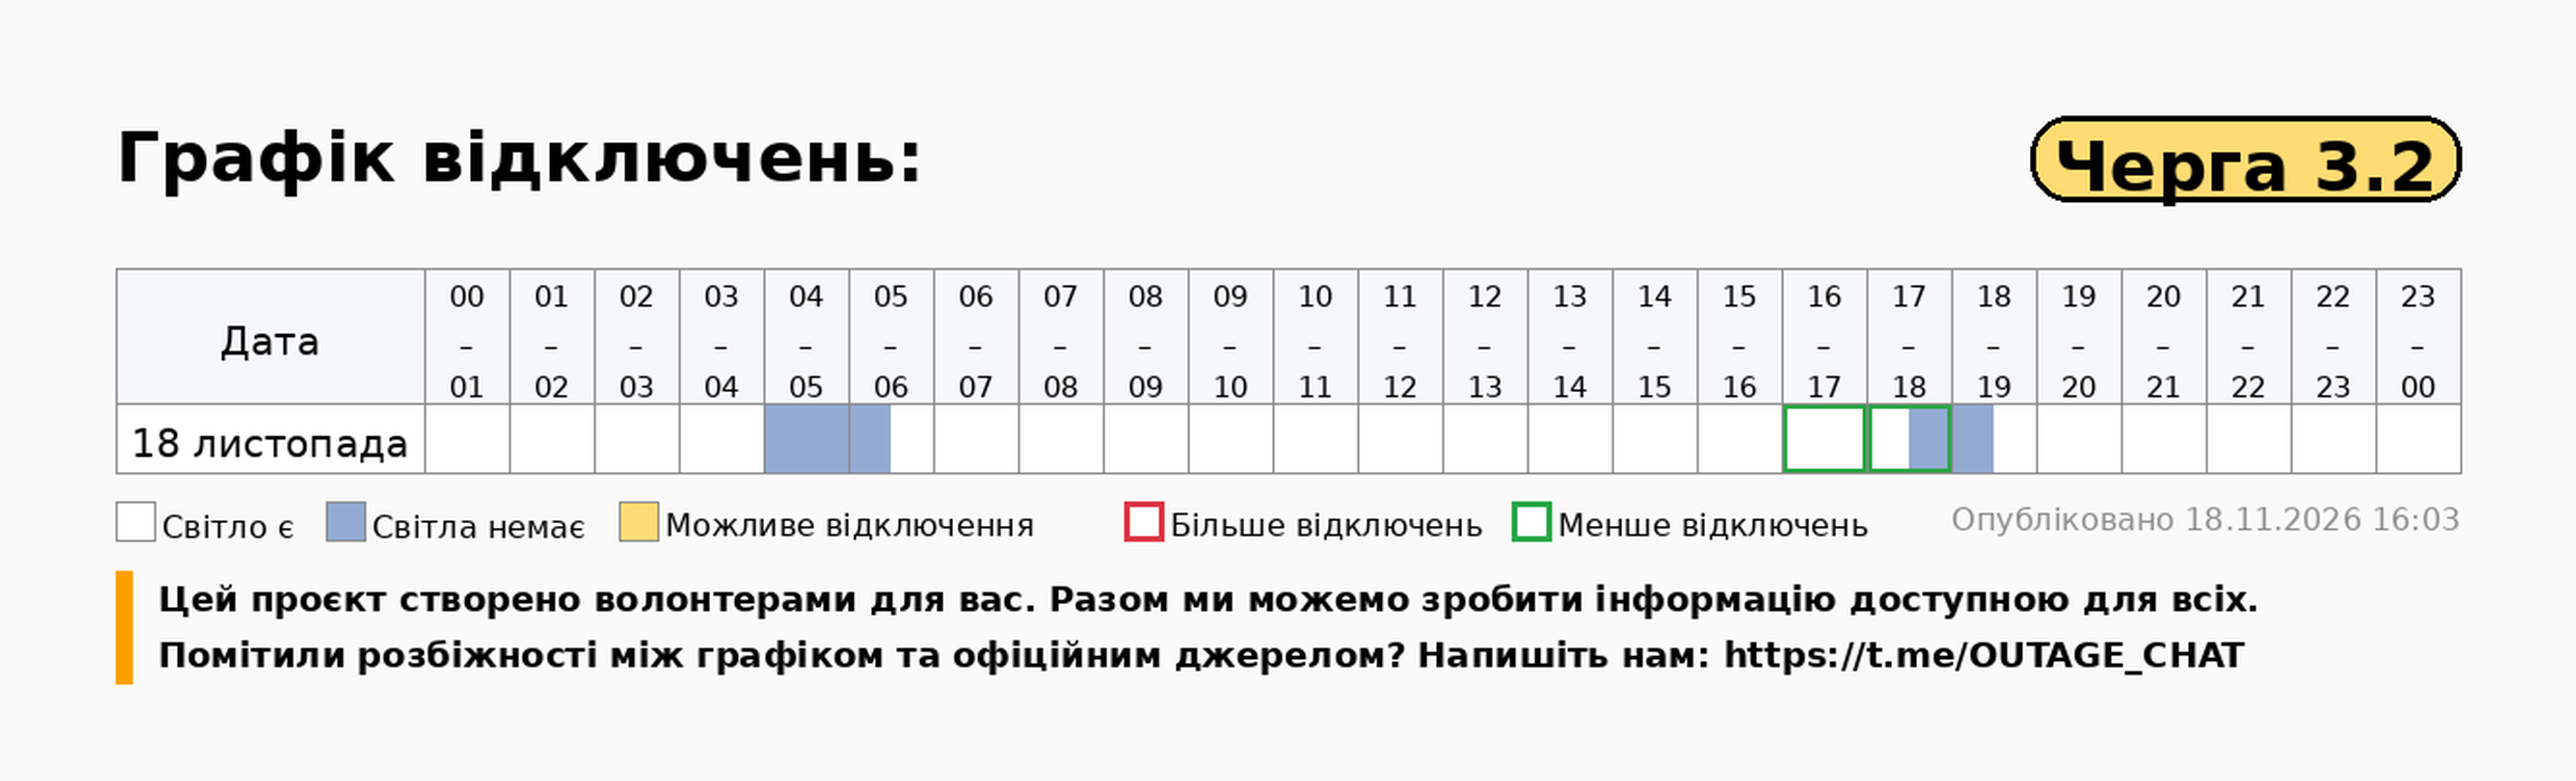 Графік відключень:
Черга 3.2
Дата
00 – 01
01 – 02
02 – 03
03 – 04
04 – 05
05 – 06
06 – 07
07 – 08
08 – 09
09 – 10
10 – 11
11 – 12
12 – 13
13 – 14
14 – 15
15 – 16
16 – 17
17 – 18
18 – 19
19 – 20
20 – 21
21 – 22
22 – 23
23 – 00
18 листопада
Світло є
Світла немає
Можливе відключення
Більше відключень
Менше відключень
Опубліковано 18.11.2026 16:03
Цей проєкт створено волонтерами для вас. Разом ми можемо зробити інформацію доступною для всіх.
Помітили розбіжності між графіком та офіційним джерелом? Напишіть нам: https://t.me/OUTAGE_CHAT